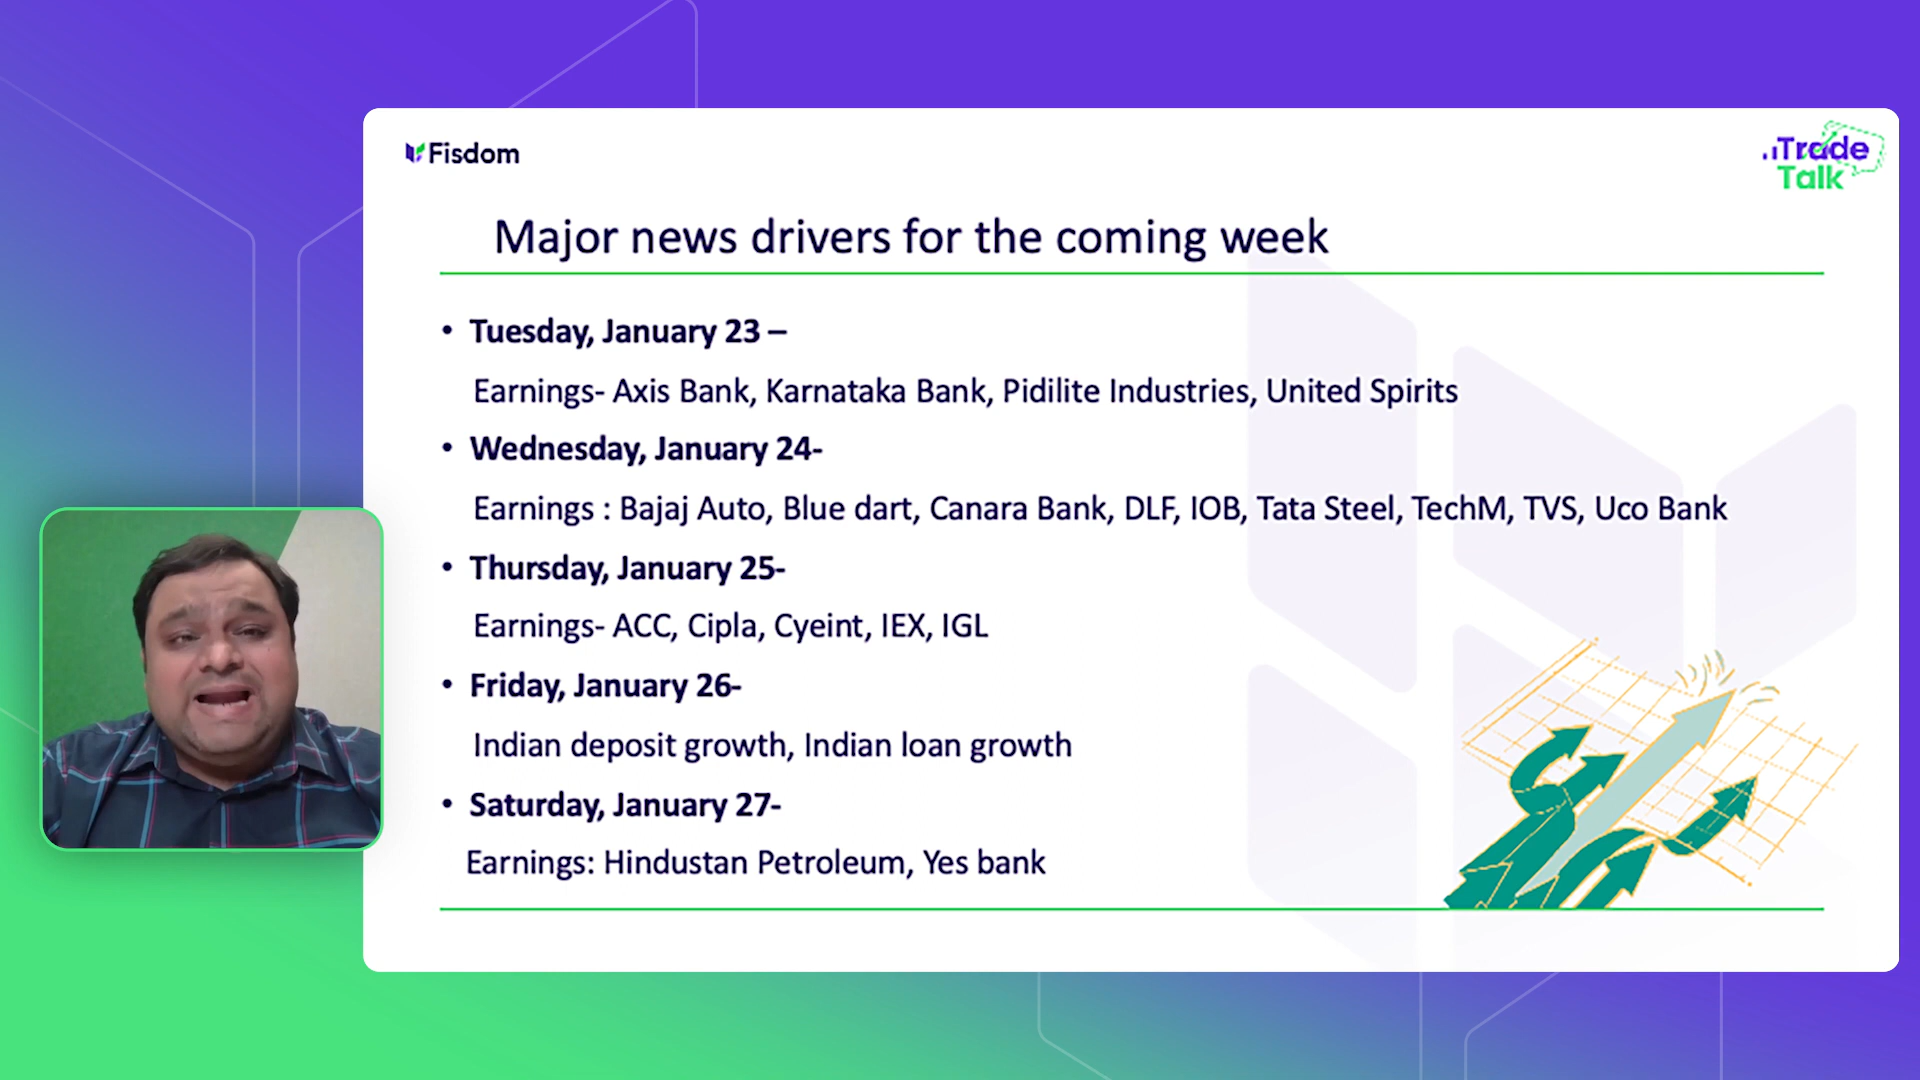 Fisdom
Trade
Talk
Major news drivers for the coming week
• Tuesday, January 23 –
Earnings- Axis Bank, Karnataka Bank, Pidilite Industries, United Spirits
• Wednesday, January 24-
Earnings : Bajaj Auto, Blue dart, Canara Bank, DLF, IOB, Tata Steel, TechM, TVS, Uco Bank
• Thursday, January 25-
Earnings- ACC, Cipla, Cyeint, IEX, IGL
• Friday, January 26-
Indian deposit growth, Indian loan growth
• Saturday, January 27-
Earnings: Hindustan Petroleum, Yes bank